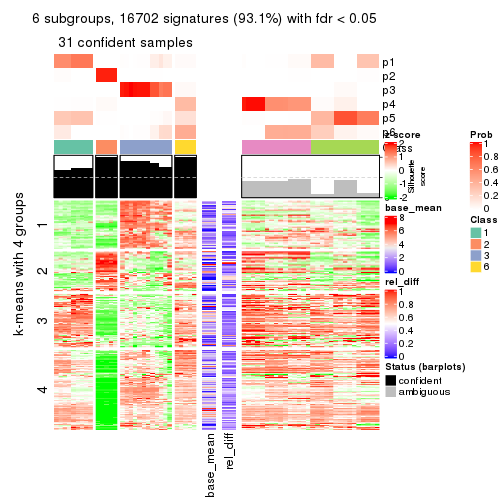 6 subgroups, 16702 signatures (93.1%) with fdr < 0.05
31 confident samples
p1
p2
p3
p4
p5
p6
Class
z-score
2
1
0
-1
-2
Silhouette
score
Prob
1
0.8
0.6
0.4
0.2
0
Class
1
2
3
6
base_mean
8
6
4
2
0
rel_diff
1
0.8
0.6
0.4
0.2
0
Status (barplots)
confident
ambiguous
k-means with 4 groups
1
2
3
4
base_mean
rel_diff